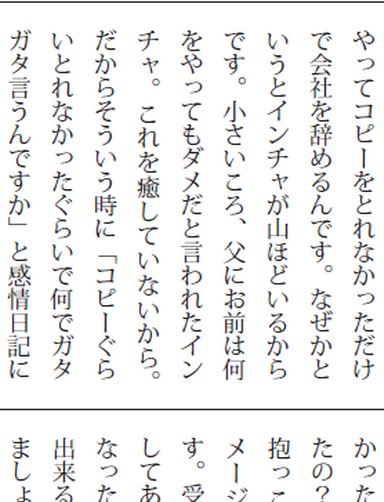 やってコピーをとれなかっただけ
で会社を辞めるんです。なぜかと
いうとインチャが山ほどいるから
です。小さいころ、父にお前は何
をやってもダメだと言われたイン
チャ。これを癒していないから。
だからそういう時に「コピーぐら
いとれなかったぐらいで何でガタ
ガタ言うんですか」と感情日記に
かった
たの？
抱っこ
メージ
す。受
してあ
なった
出来る
ましょ